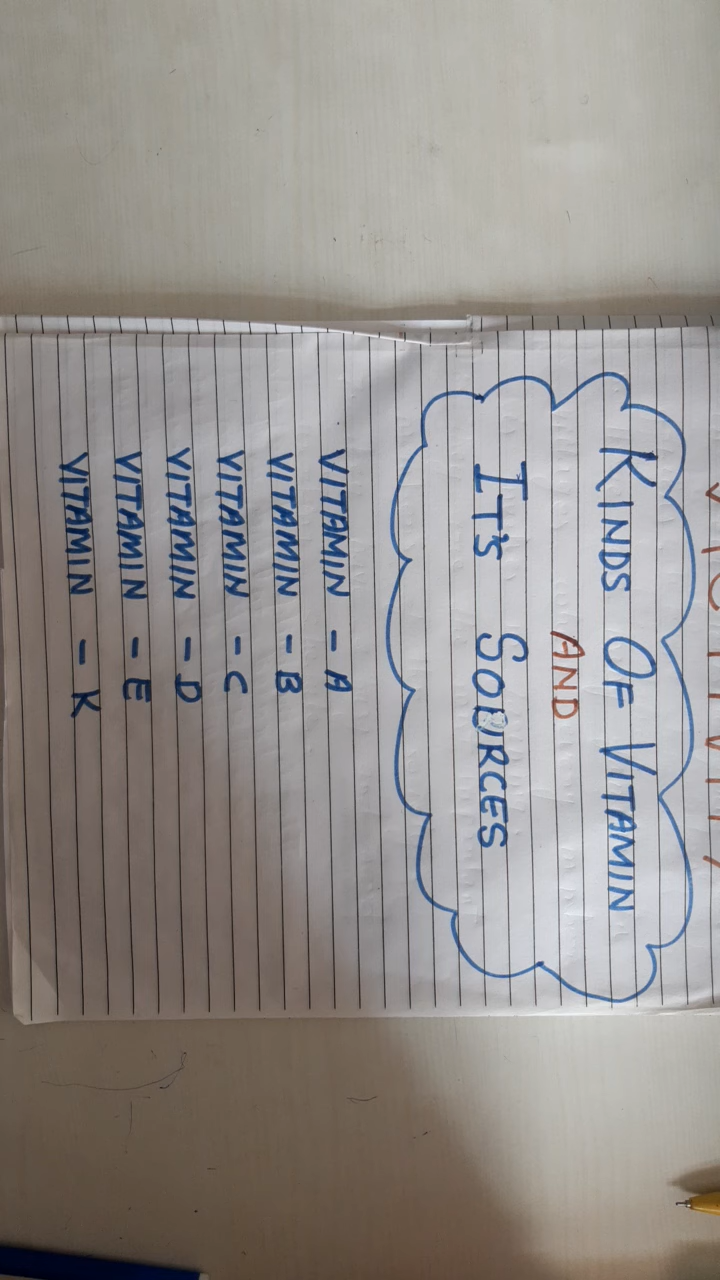 KINDS OF VITAMIN
AND
IT'S SOURCES
VITAMIN - A
VITAMIN - B
VITAMIN - C
VITAMIN - D
VITAMIN - E
VITAMIN - K